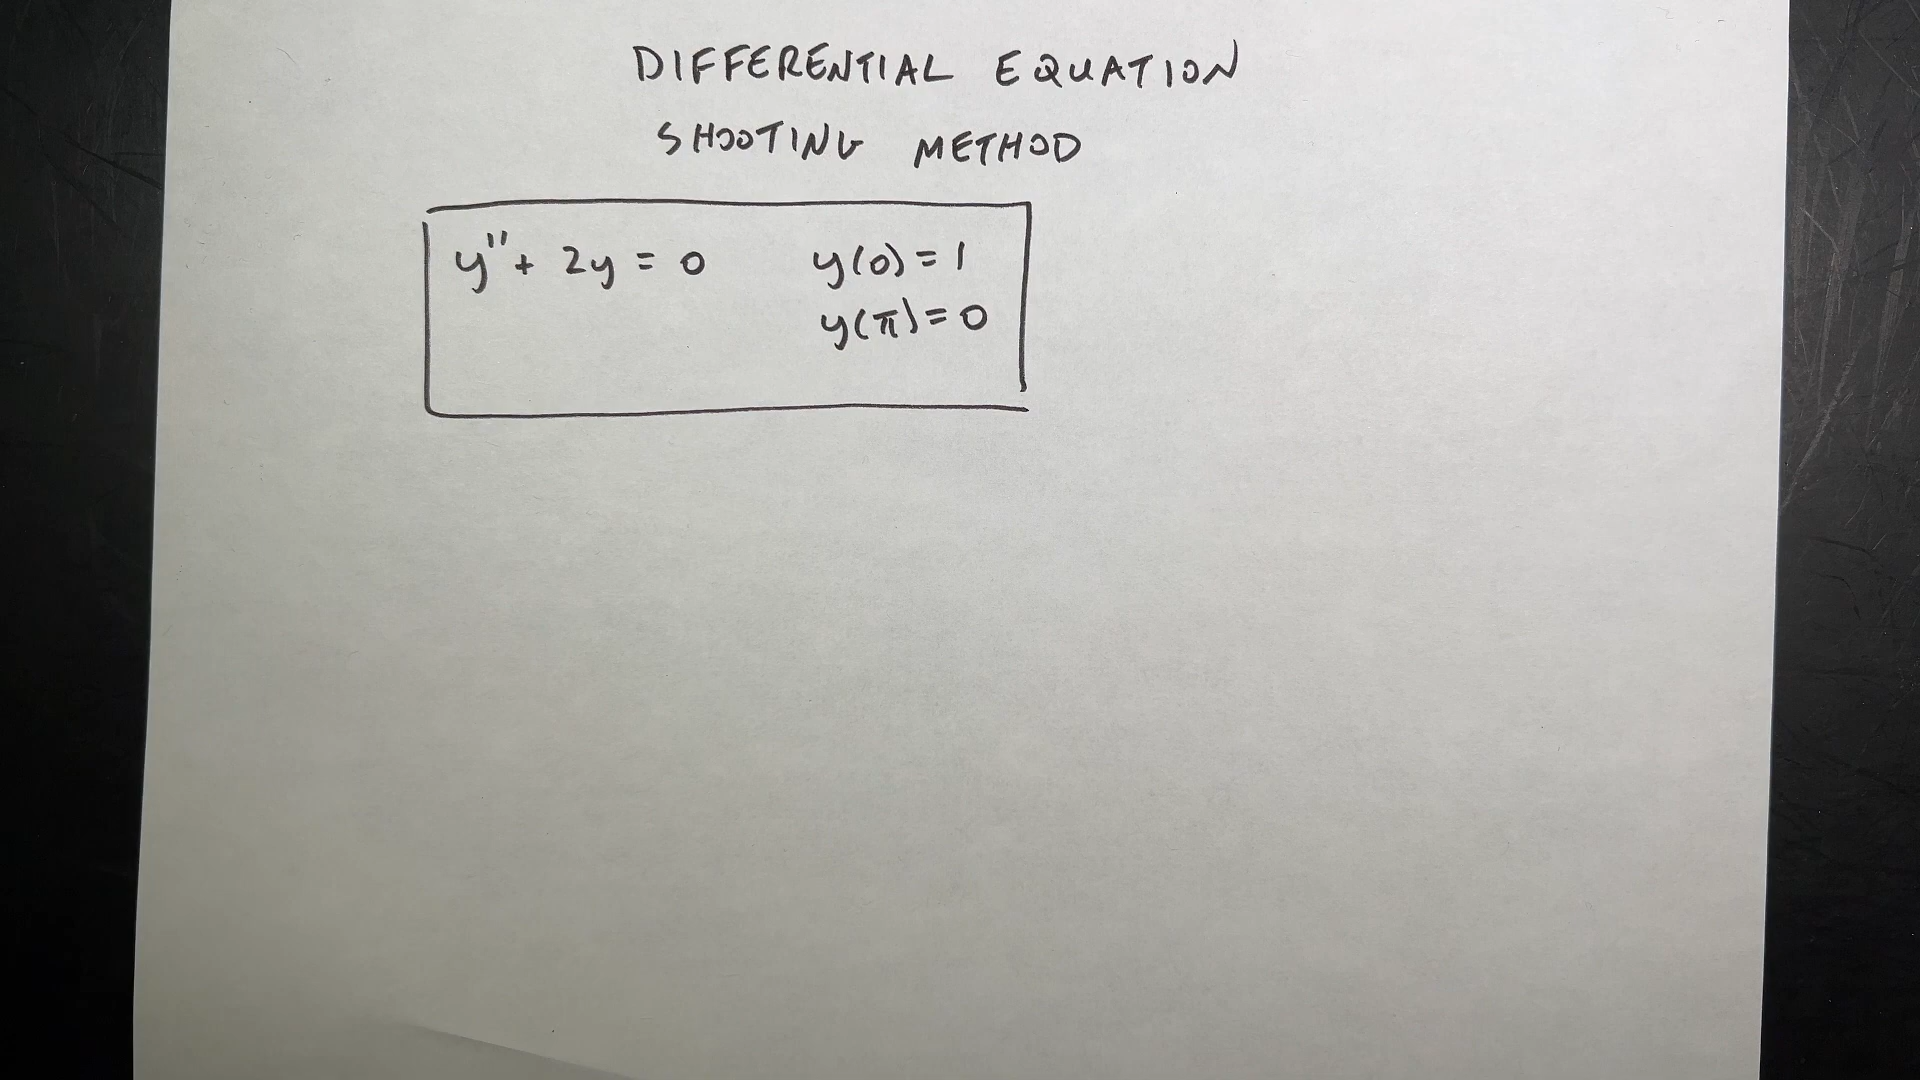 DIFFERENTIAL EQUATION
SHOOTING METHOD
y'' + 2y = 0 y(0) = 1
y(π) = 0